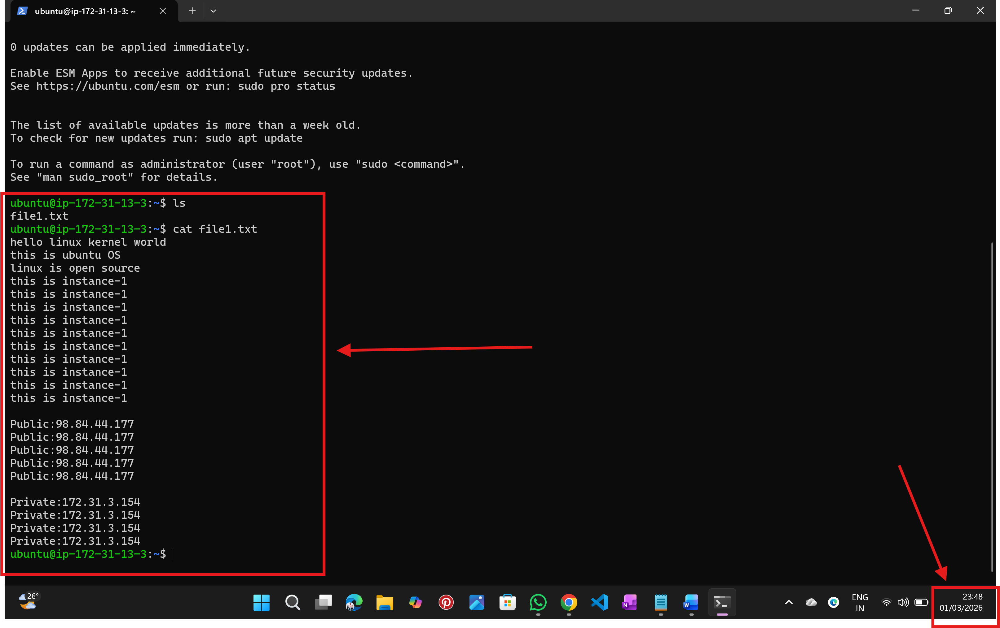 ubuntu@ip-172-31-13-3: ~
0 updates can be applied immediately.
Enable ESM Apps to receive additional future security updates.
See https://ubuntu.com/esm or run: sudo pro status
The list of available updates is more than a week old.
To check for new updates run: sudo apt update
To run a command as administrator (user "root"), use "sudo <command>".
See "man sudo_root" for details.
ubuntu@ip-172-31-13-3:~$ ls
file1.txt
ubuntu@ip-172-31-13-3:~$ cat file1.txt
hello linux kernel world
this is ubuntu OS
linux is open source
this is instance-1
this is instance-1
this is instance-1
this is instance-1
this is instance-1
this is instance-1
this is instance-1
this is instance-1
this is instance-1
this is instance-1
Public:98.84.44.177
Public:98.84.44.177
Public:98.84.44.177
Public:98.84.44.177
Public:98.84.44.177
Private:172.31.3.154
Private:172.31.3.154
Private:172.31.3.154
Private:172.31.3.154
ubuntu@ip-172-31-13-3:~$
26°
N
W
ENG
IN
23:48
01/03/2026